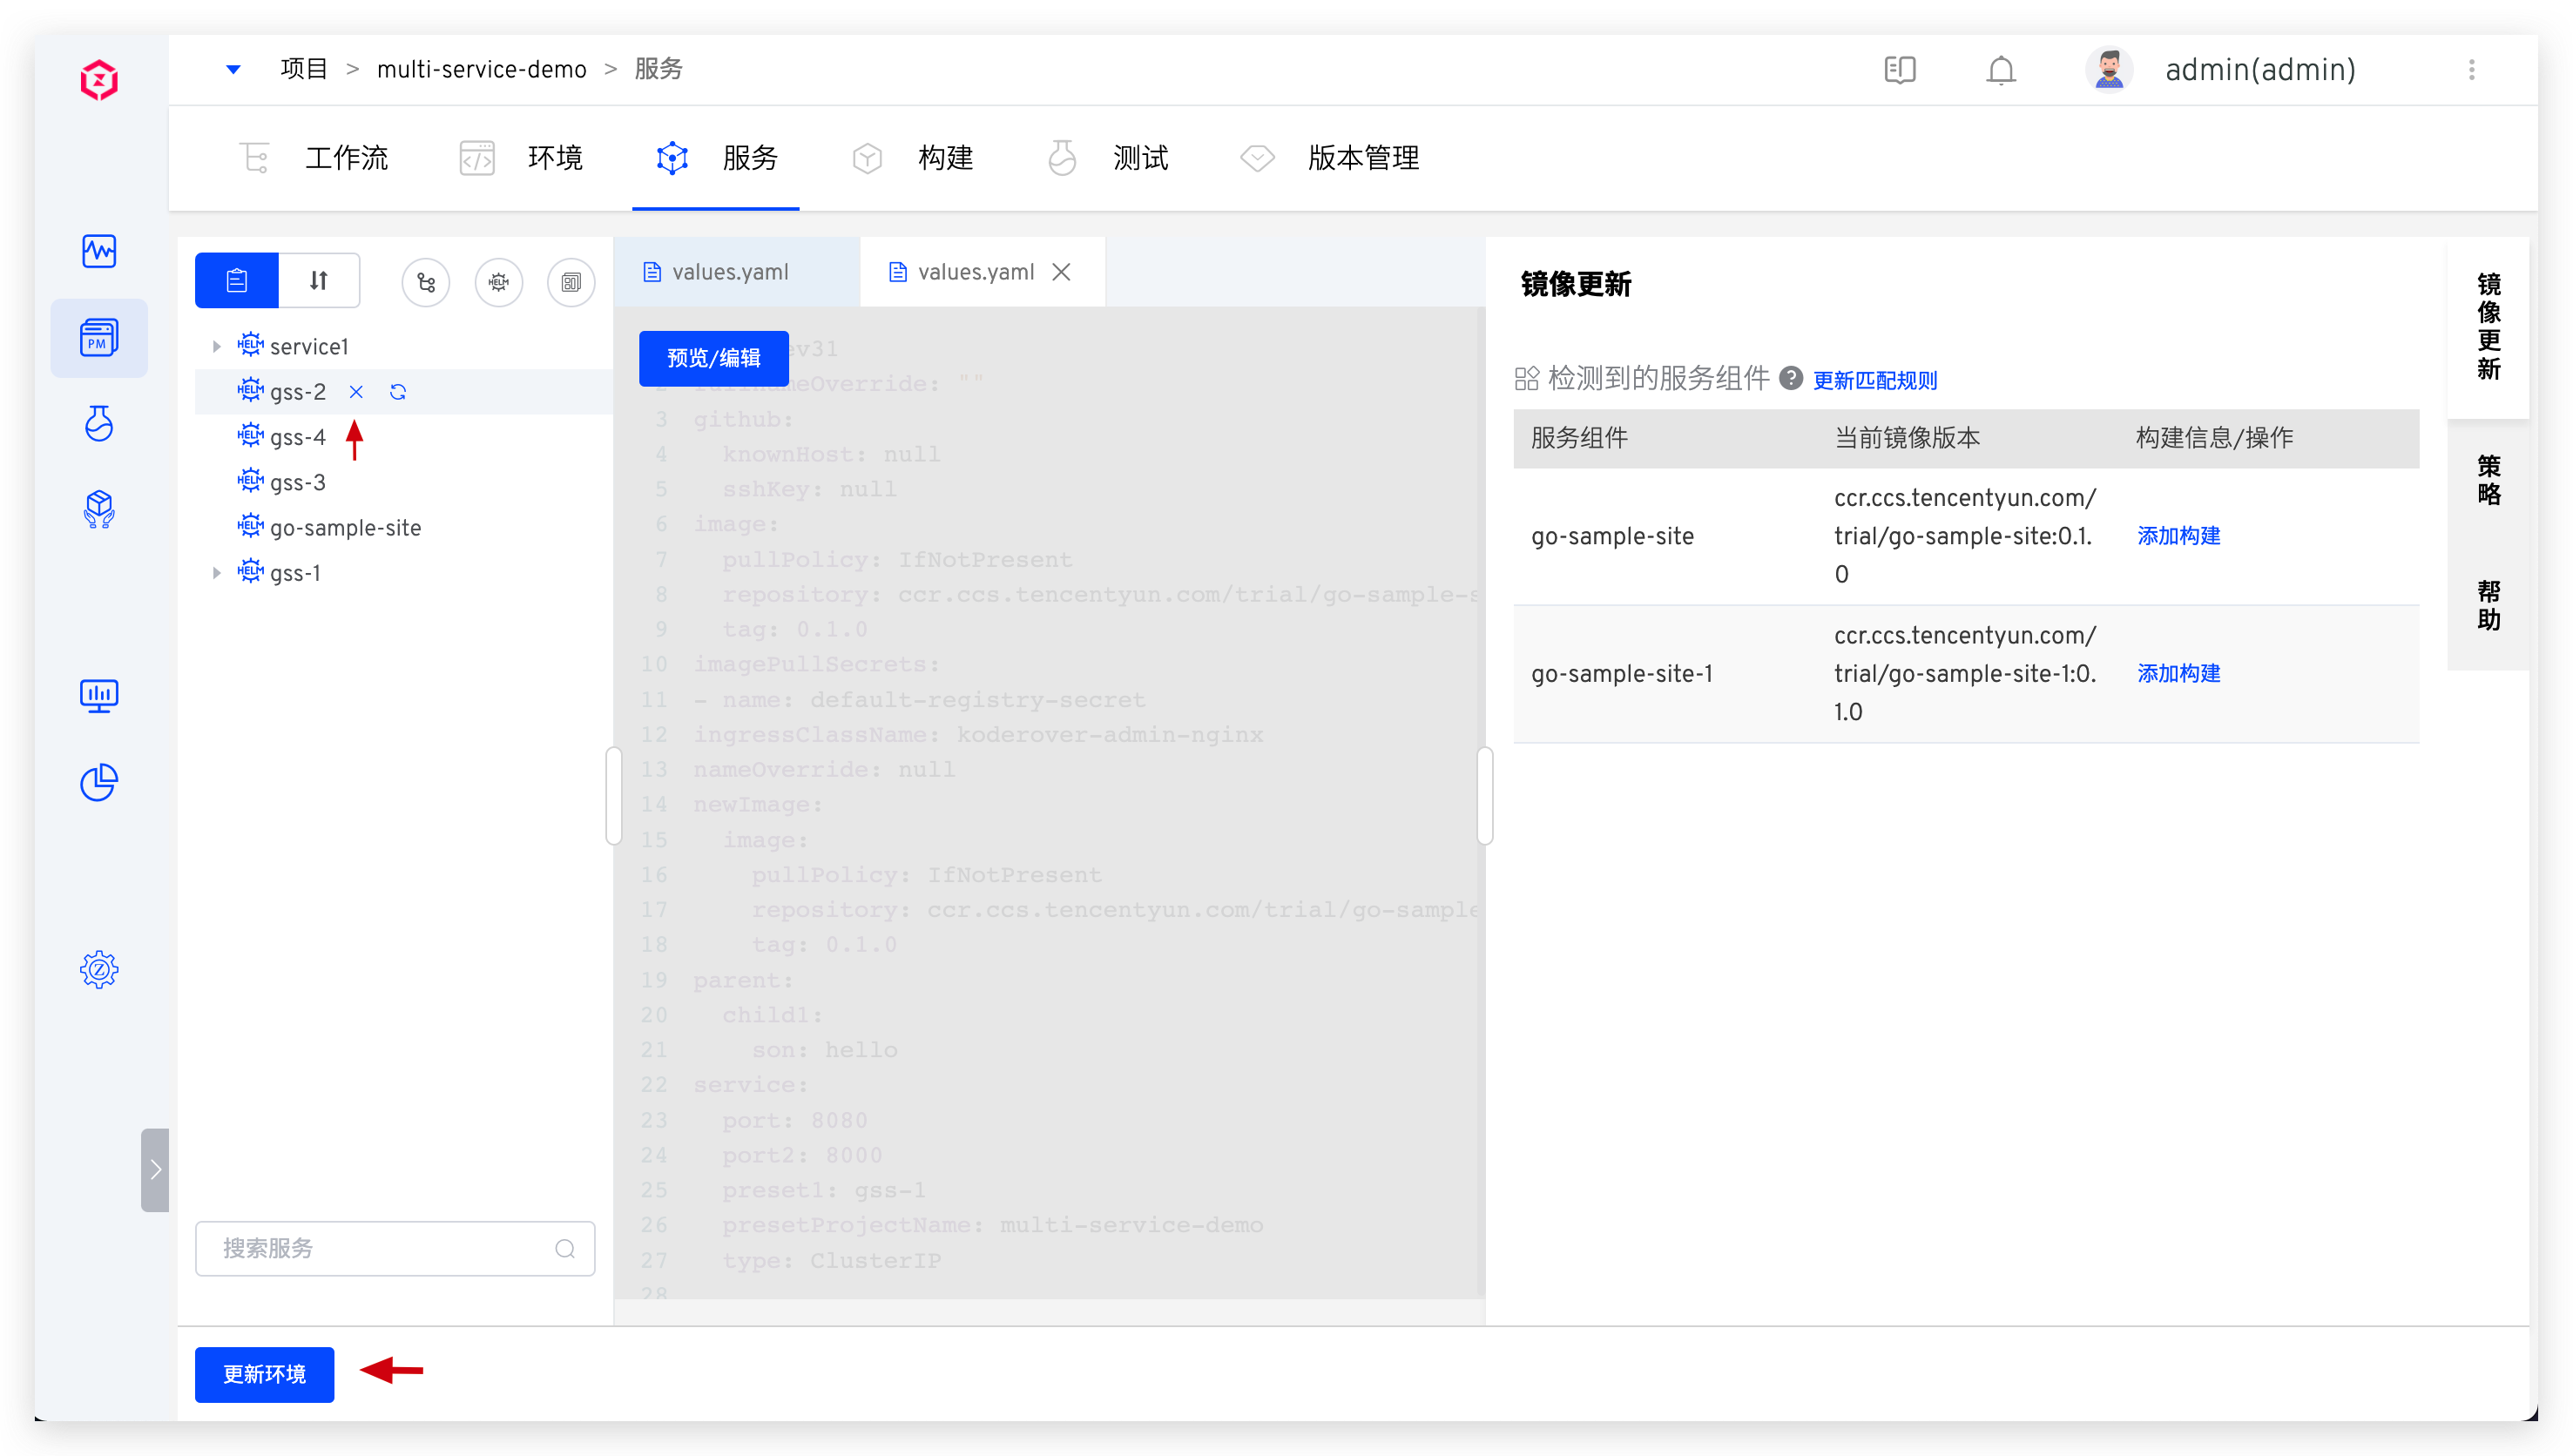 项目 > multi-service-demo > 服务
admin(admin)
工作流 环境 服务 构建 测试 版本管理
PM
HELM
HELM service1
HELM gss-2
HELM gss-4
HELM gss-3
HELM go-sample-site
HELM gss-1
搜索服务
更新环境
values.yaml values.yaml
预览/编辑
ev31
2 fullnameOverride: ""
3 github:
4 knownHost: null
5 sshKey: null
6 image:
7 pullPolicy: IfNotPresent
8 repository: ccr.ccs.tencentyun.com/trial/go-sample-s
9 tag: 0.1.0
10 imagePullSecrets:
11 - name: default-registry-secret
12 ingressClassName: koderover-admin-nginx
13 nameOverride: null
14 newImage:
15 image:
16 pullPolicy: IfNotPresent
17 repository: ccr.ccs.tencentyun.com/trial/go-sample
18 tag: 0.1.0
19 parent:
20 child1:
21 son: hello
22 service:
23 port: 8080
24 port2: 8000
25 preset1: gss-1
26 presetProjectName: multi-service-demo
27 type: ClusterIP
28
镜像更新
检测到的服务组件 ? 更新匹配规则
服务组件 当前镜像版本 构建信息/操作
go-sample-site ccr.ccs.tencentyun.com/
trial/go-sample-site:0.1.
0 添加构建
go-sample-site-1 ccr.ccs.tencentyun.com/
trial/go-sample-site-1:0.
1.0 添加构建
镜像更新
策略
帮助